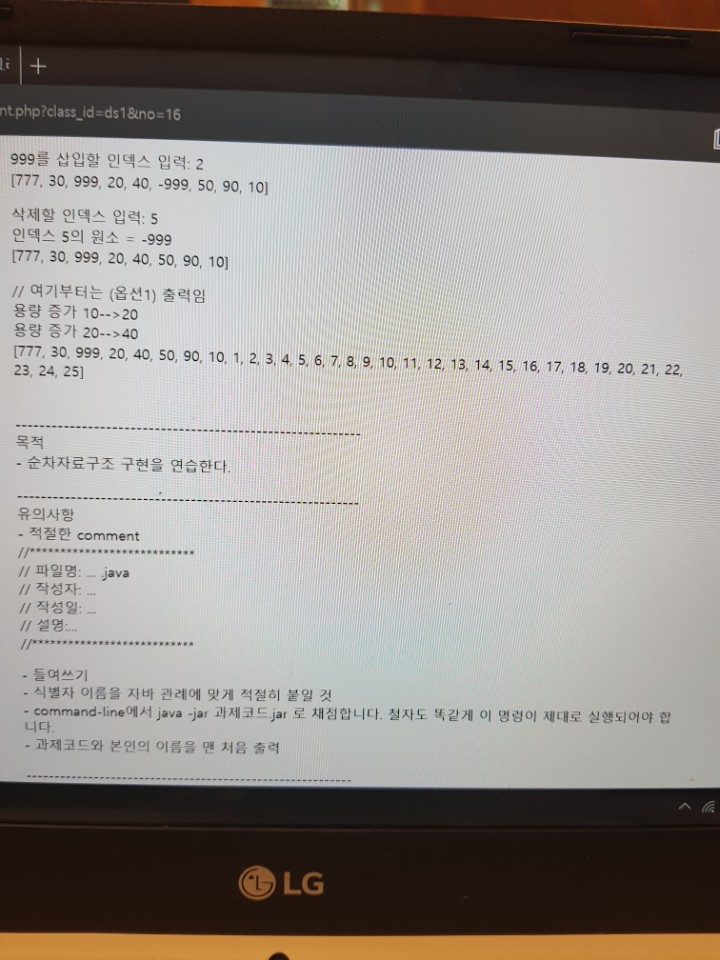 +
nt.php?class_id=ds1&no=16
999를 삽입할 인덱스 입력: 2
[777, 30, 999, 20, 40, -999, 50, 90, 10]
삭제할 인덱스 입력: 5
인덱스 5의 원소 = -999
[777, 30, 999, 20, 40, 50, 90, 10]
// 여기부터는 (옵션1) 출력임
용량 증가 10-->20
용량 증가 20-->40
[777, 30, 999, 20, 40, 50, 90, 10, 1, 2, 3, 4, 5, 6, 7, 8, 9, 10, 11, 12, 13, 14, 15, 16, 17, 18, 19, 20, 21, 22,
23, 24, 25]
------------------------------------------------------------
목적
- 순차자료구조 구현을 연습한다.
------------------------------------------------------------
유의사항
- 적절한 comment
//****************************
// 파일명: ... .java
// 작성자: ...
// 작성일: ...
// 설명:...
//****************************
- 들여쓰기
- 식별자 이름을 자바 관례에 맞게 적절히 붙일 것
- command-line에서 java -jar 과제코드.jar 로 채점합니다. 철자도 똑같게 이 명령이 제대로 실행되어야 합
니다.
- 과제코드와 본인의 이름을 맨 처음 출력
------------------------------------------------------------
LG